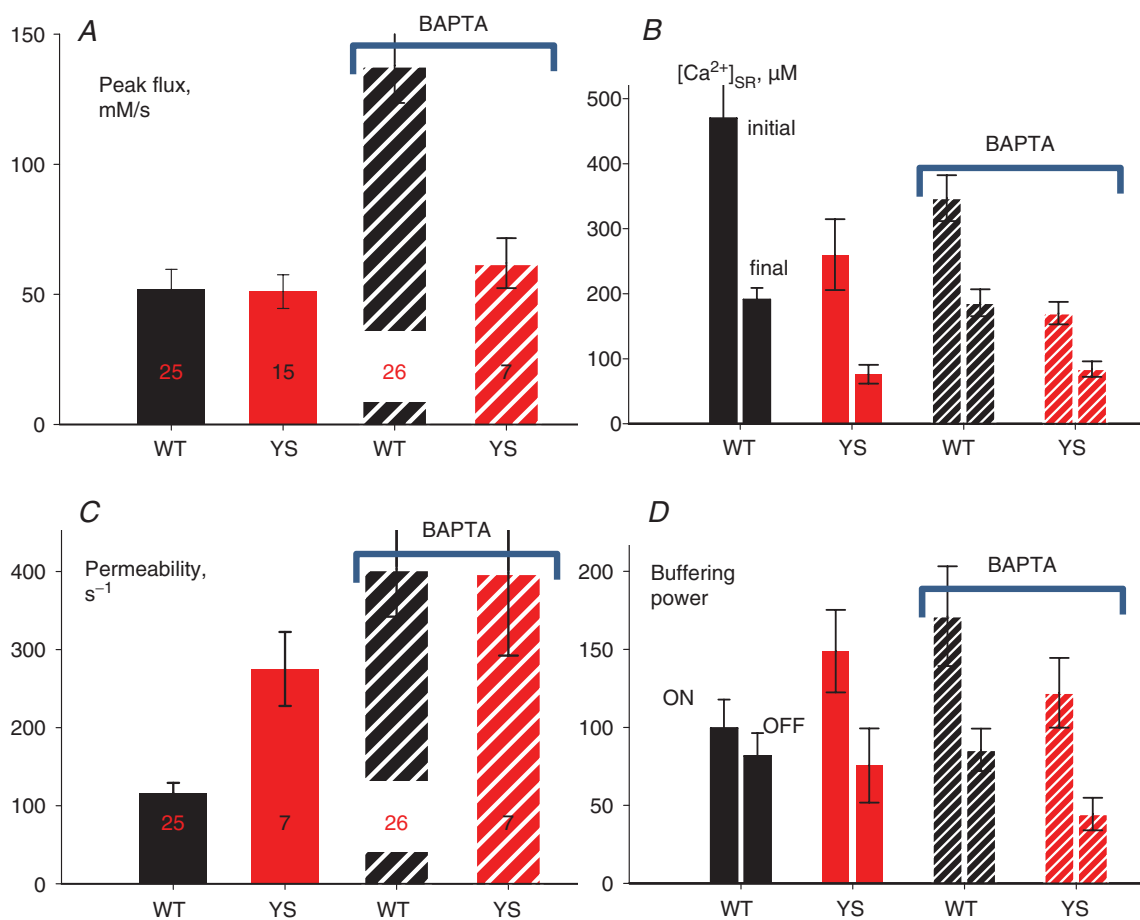 A
BAPTA
Peak flux,
mM/s
150
100
50
0
25
15
26
7
WT
YS
WT
YS
B
[Ca2+]SR, µM
initial
final
BAPTA
500
400
300
200
100
0
WT
YS
WT
YS
C
BAPTA
Permeability,
s−1
400
300
200
100
0
25
7
26
7
WT
YS
WT
YS
D
Buffering
power
BAPTA
ON
OFF
200
150
100
50
0
WT
YS
WT
YS